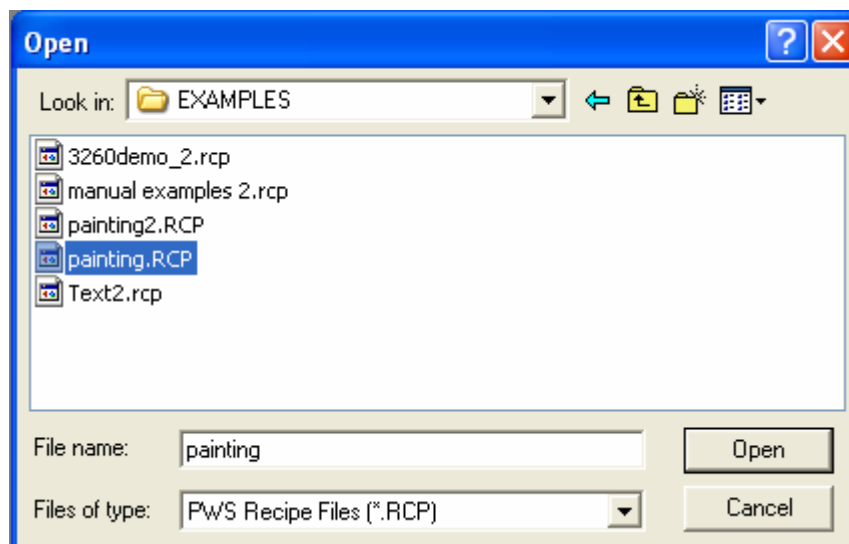 Open
Look in: EXAMPLES
3260demo_2.rcp
manual examples 2.rcp
painting2.RCP
painting.RCP
Text2.rcp
File name: painting Open
Files of type: PWS Recipe Files (*.RCP) Cancel